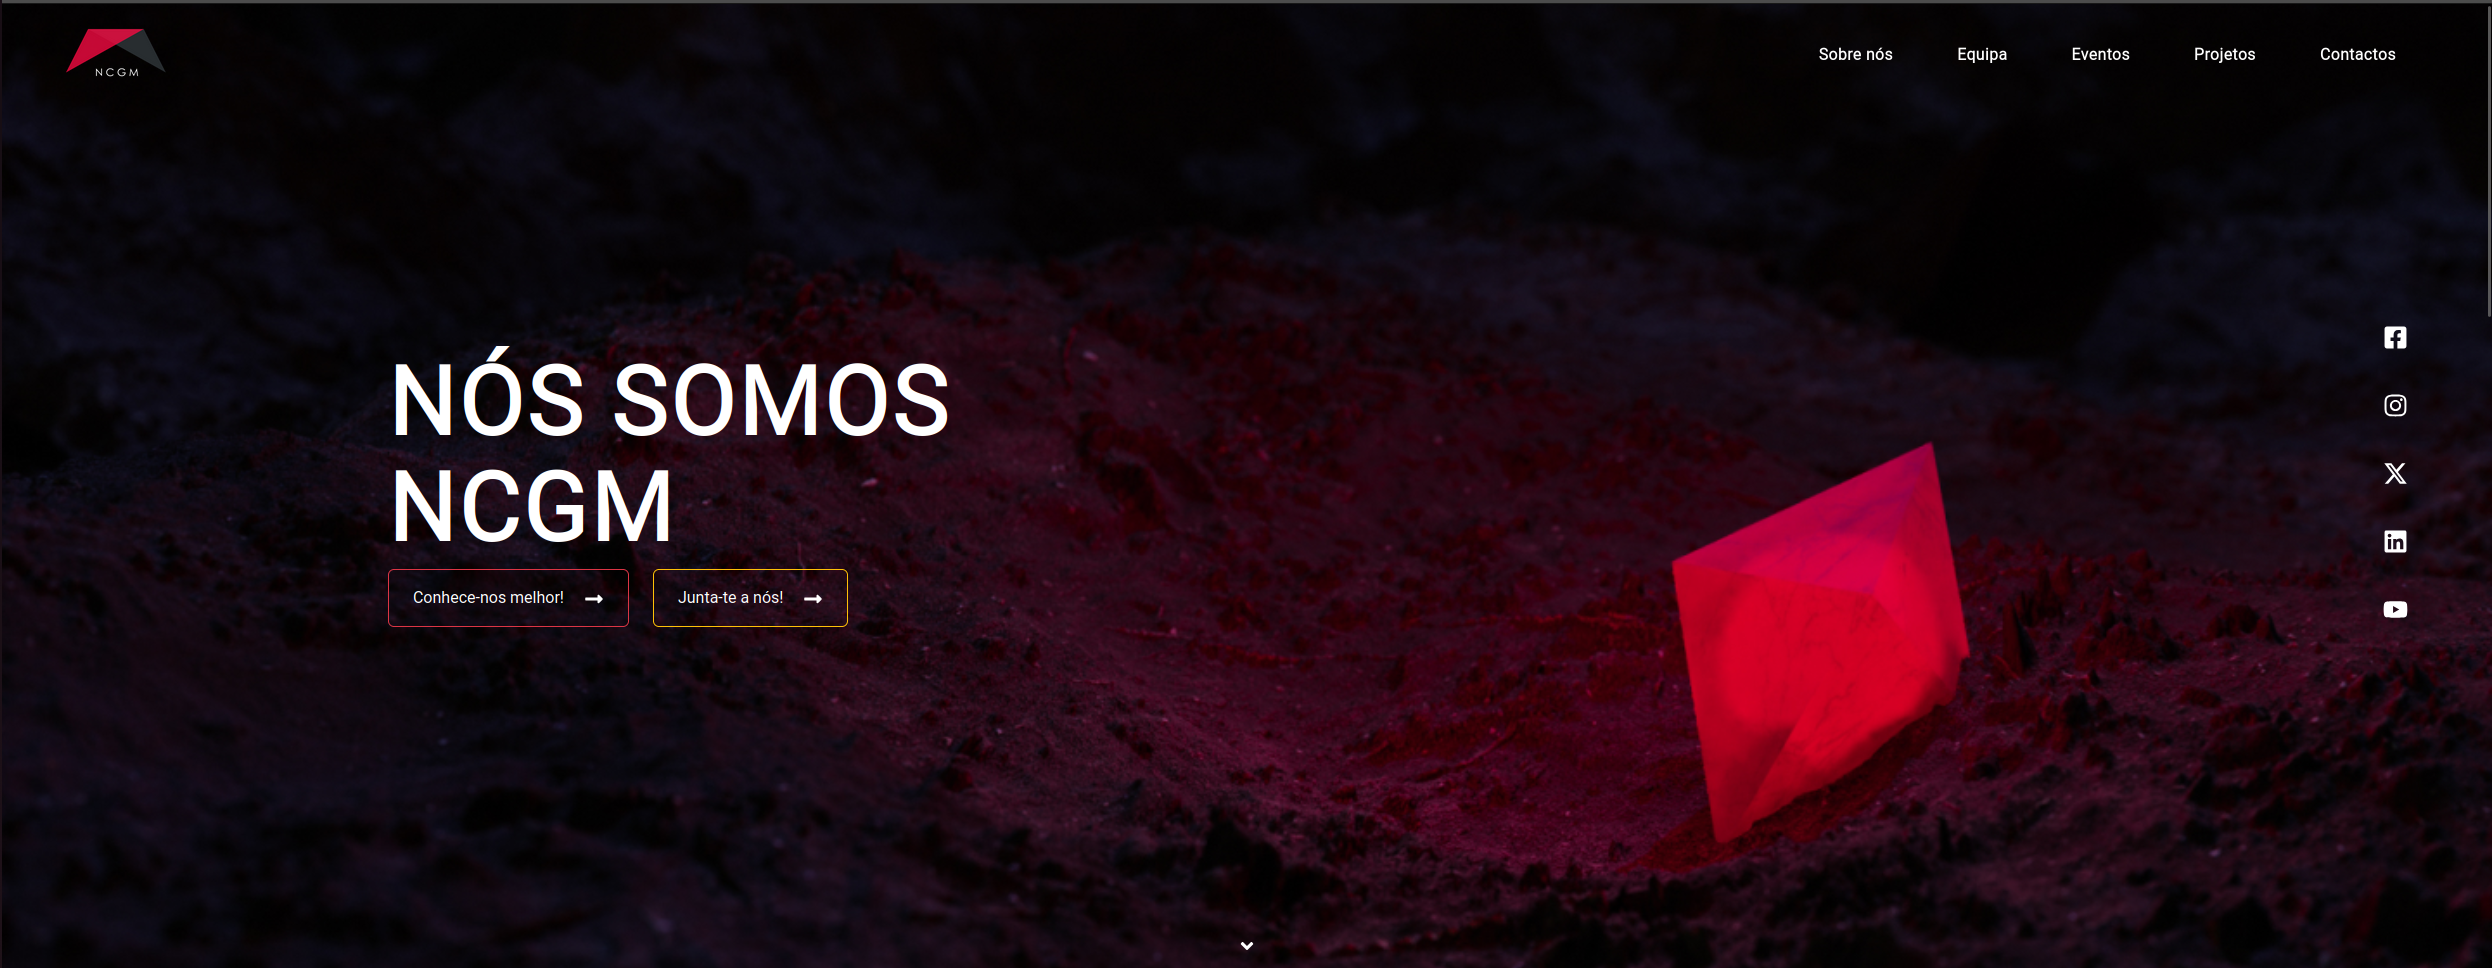 NCGM
Sobre nós
Equipa
Eventos
Projetos
Contactos
NÓS SOMOS
NCGM
Conhece-nos melhor!
Junta-te a nós!